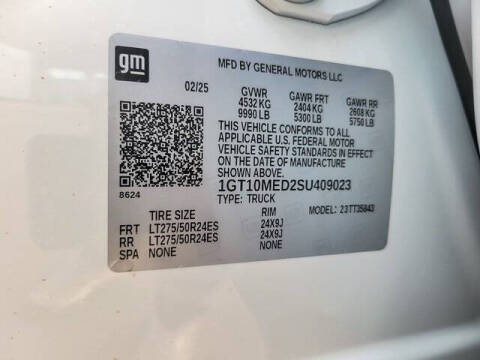 gm
MFD BY GENERAL MOTORS LLC
02/25 GVWR GAWR FRT GAWR RR
4532 KG 2404 KG 2608 KG
9990 LB 5300 LB 5750 LB
THIS VEHICLE CONFORMS TO ALL
APPLICABLE U.S. FEDERAL MOTOR
VEHICLE SAFETY STANDARDS IN EFFECT
ON THE DATE OF MANUFACTURE
SHOWN ABOVE.
1GT10MED2SU409023
8624 TYPE: TRUCK MODEL: 23TT35843
TIRE SIZE RIM
FRT LT275/50R24ES 24X9J
RR LT275/50R24ES 24X9J
SPA NONE NONE